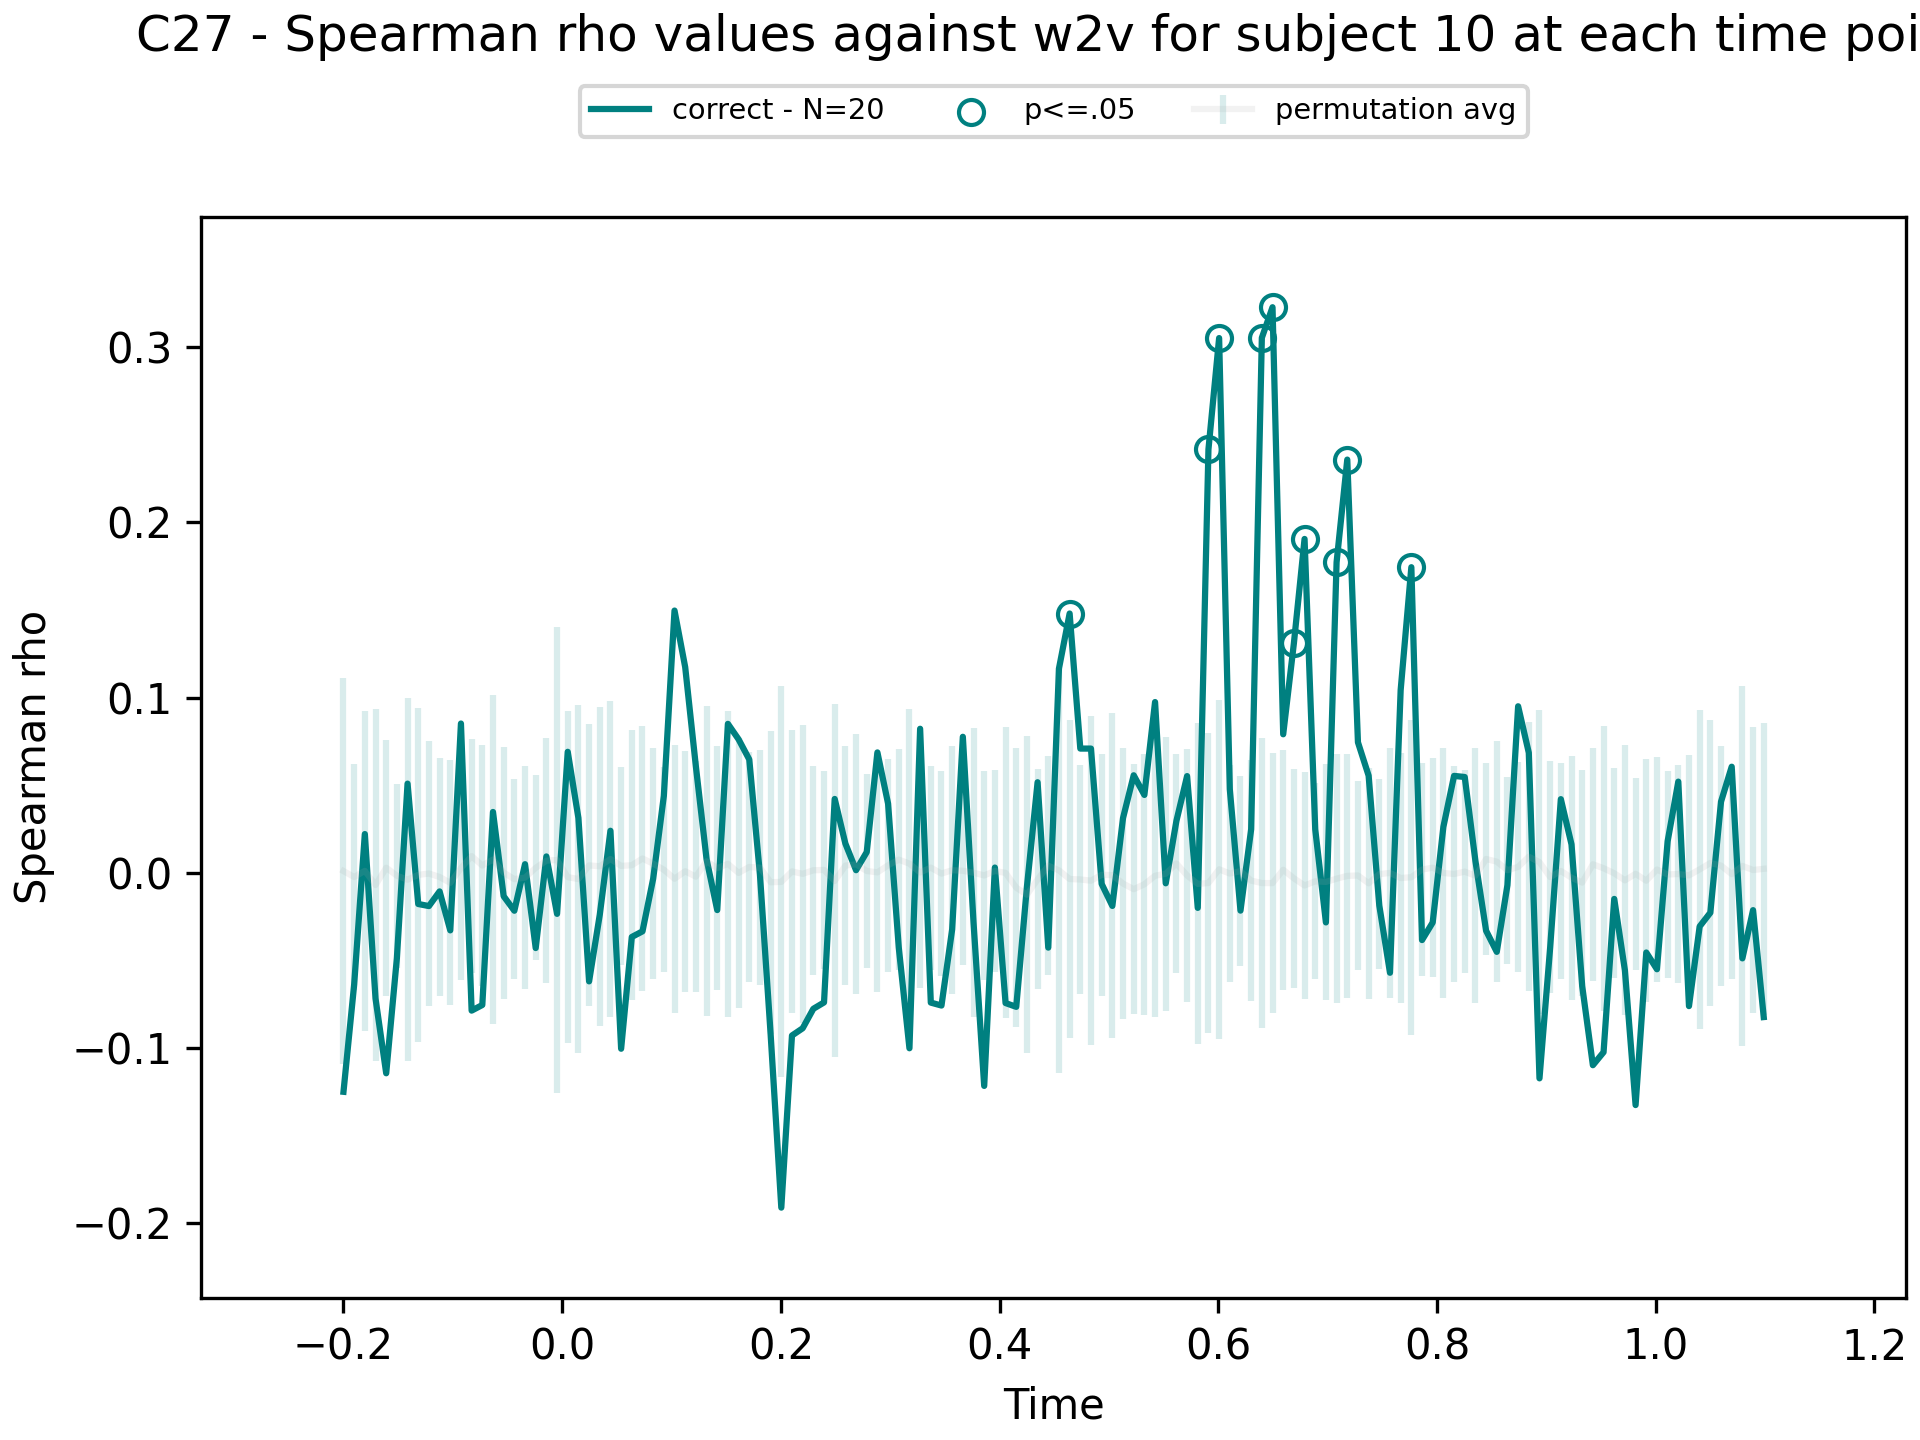 C27 - Spearman rho values against w2v for subject 10 at each time poi
correct - N=20 p<=.05 permutation avg
0.3
0.2
0.1
0.0
−0.1
−0.2
Spearman rho
−0.2 0.0 0.2 0.4 0.6 0.8 1.0 1.2
Time